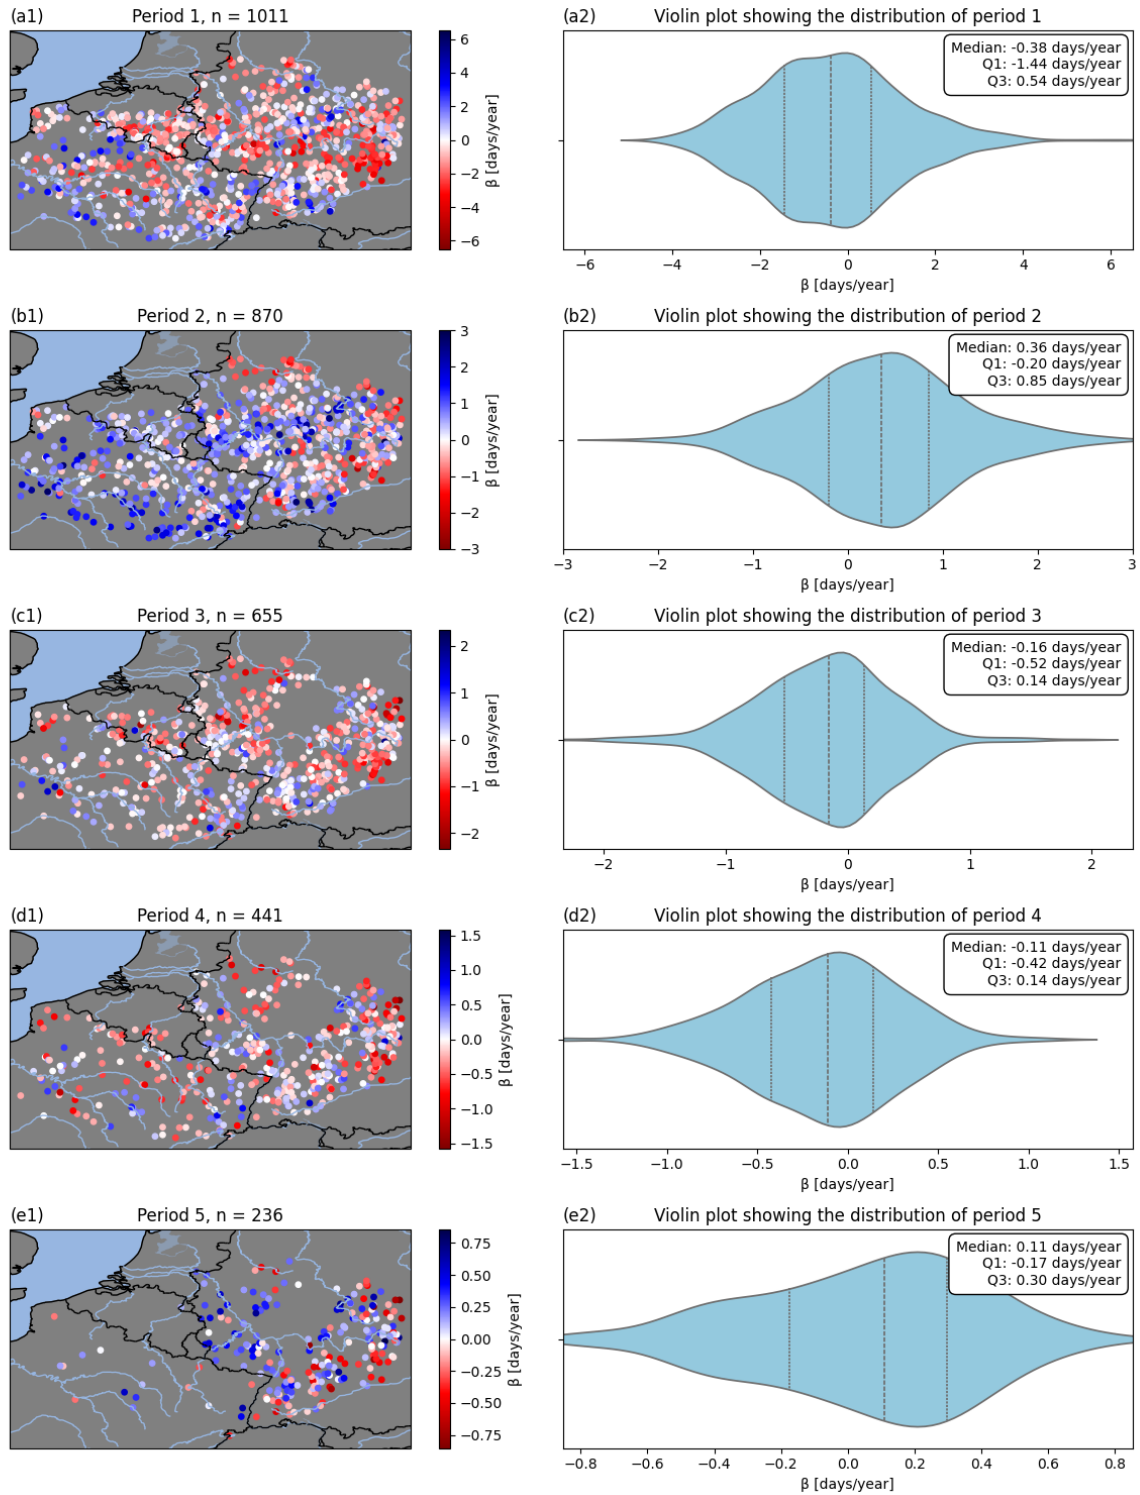 (a1) Period 1, n = 1011
6
4
2
0
−2
−4
−6
β [days/year]
(a2) Violin plot showing the distribution of period 1
Median: -0.38 days/year
Q1: -1.44 days/year
Q3: 0.54 days/year
−6 −4 −2 0 2 4 6
β [days/year]
(b1) Period 2, n = 870
3
2
1
0
−1
−2
−3
β [days/year]
(b2) Violin plot showing the distribution of period 2
Median: 0.36 days/year
Q1: -0.20 days/year
Q3: 0.85 days/year
−3 −2 −1 0 1 2 3
β [days/year]
(c1) Period 3, n = 655
2
1
0
−1
−2
β [days/year]
(c2) Violin plot showing the distribution of period 3
Median: -0.16 days/year
Q1: -0.52 days/year
Q3: 0.14 days/year
−2 −1 0 1 2
β [days/year]
(d1) Period 4, n = 441
1.5
1.0
0.5
0.0
−0.5
−1.0
−1.5
β [days/year]
(d2) Violin plot showing the distribution of period 4
Median: -0.11 days/year
Q1: -0.42 days/year
Q3: 0.14 days/year
−1.5 −1.0 −0.5 0.0 0.5 1.0 1.5
β [days/year]
(e1) Period 5, n = 236
0.75
0.50
0.25
0.00
−0.25
−0.50
−0.75
β [days/year]
(e2) Violin plot showing the distribution of period 5
Median: 0.11 days/year
Q1: -0.17 days/year
Q3: 0.30 days/year
−0.8 −0.6 −0.4 −0.2 0.0 0.2 0.4 0.6 0.8
β [days/year]